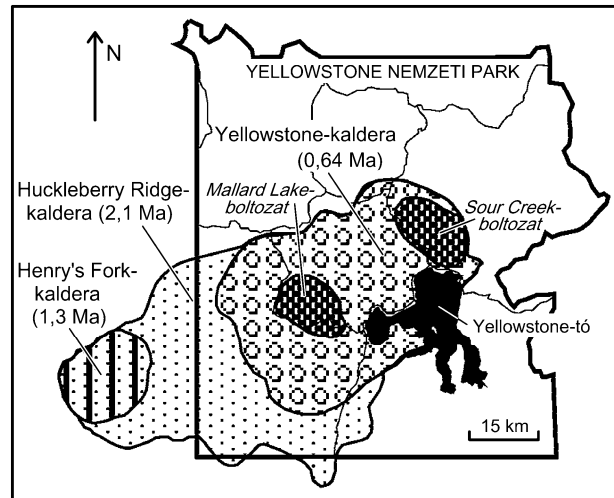 N
YELLOWSTONE NEMZETI PARK
Yellowstone-kaldera
(0,64 Ma)
Huckleberry Ridge-
kaldera (2,1 Ma)
Mallard Lake-
boltozat
Sour Creek-
boltozat
Henry's Fork-
kaldera
(1,3 Ma)
Yellowstone-tó
15 km